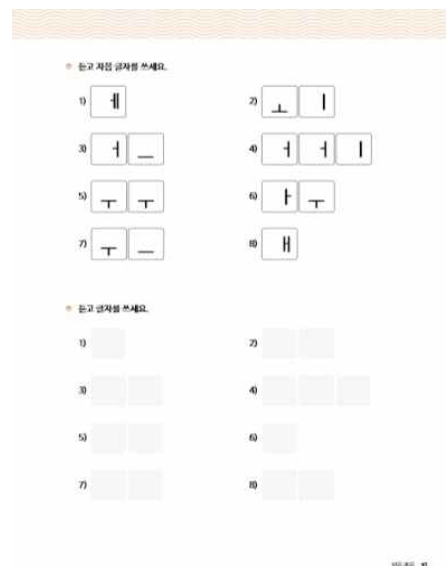 듣고 자음 글자를 쓰세요.
1) ㅔ 2) ㅗ ㅣ
3) ㅓ ㅡ 4) ㅓ ㅓ ㅣ
5) ㅜ ㅜ 6) ㅏ ㅜ
7) ㅜ ㅡ 8) ㅐ
듣고 글자를 쓰세요.
1) 2)
3) 4)
5) 6)
7) 8)